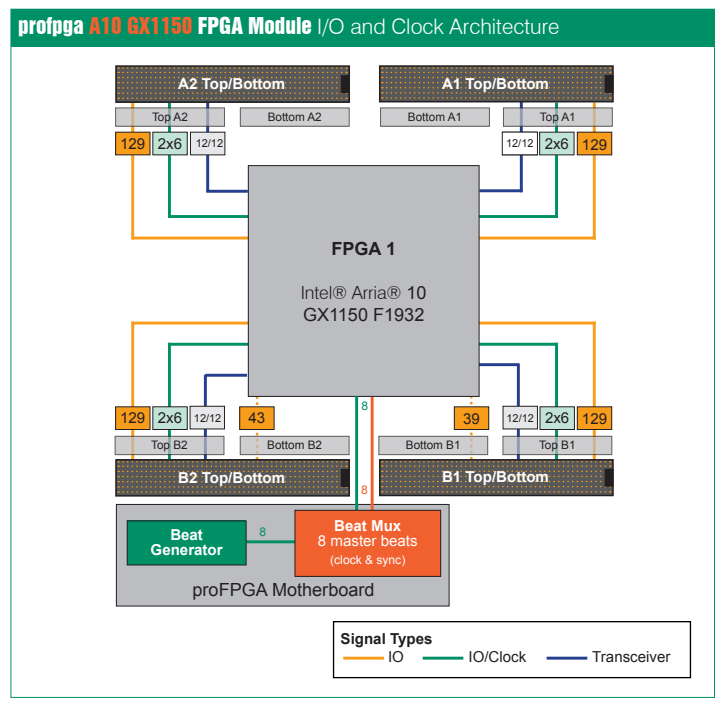 profpga A10 GX1150 FPGA Module I/O and Clock Architecture
A2 Top/Bottom
A1 Top/Bottom
Top A2
Bottom A2
Bottom A1
Top A1
129
2x6
12/12
12/12
2x6
129
FPGA 1
Intel® Arria® 10
GX1150 F1932
129
2x6
12/12
43
8
39
12/12
2x6
129
Top B2
Bottom B2
Bottom B1
Top B1
B2 Top/Bottom
B1 Top/Bottom
8
Beat
Generator
8
Beat Mux
8 master beats
(clock & sync)
proFPGA Motherboard
Signal Types
IO
IO/Clock
Transceiver